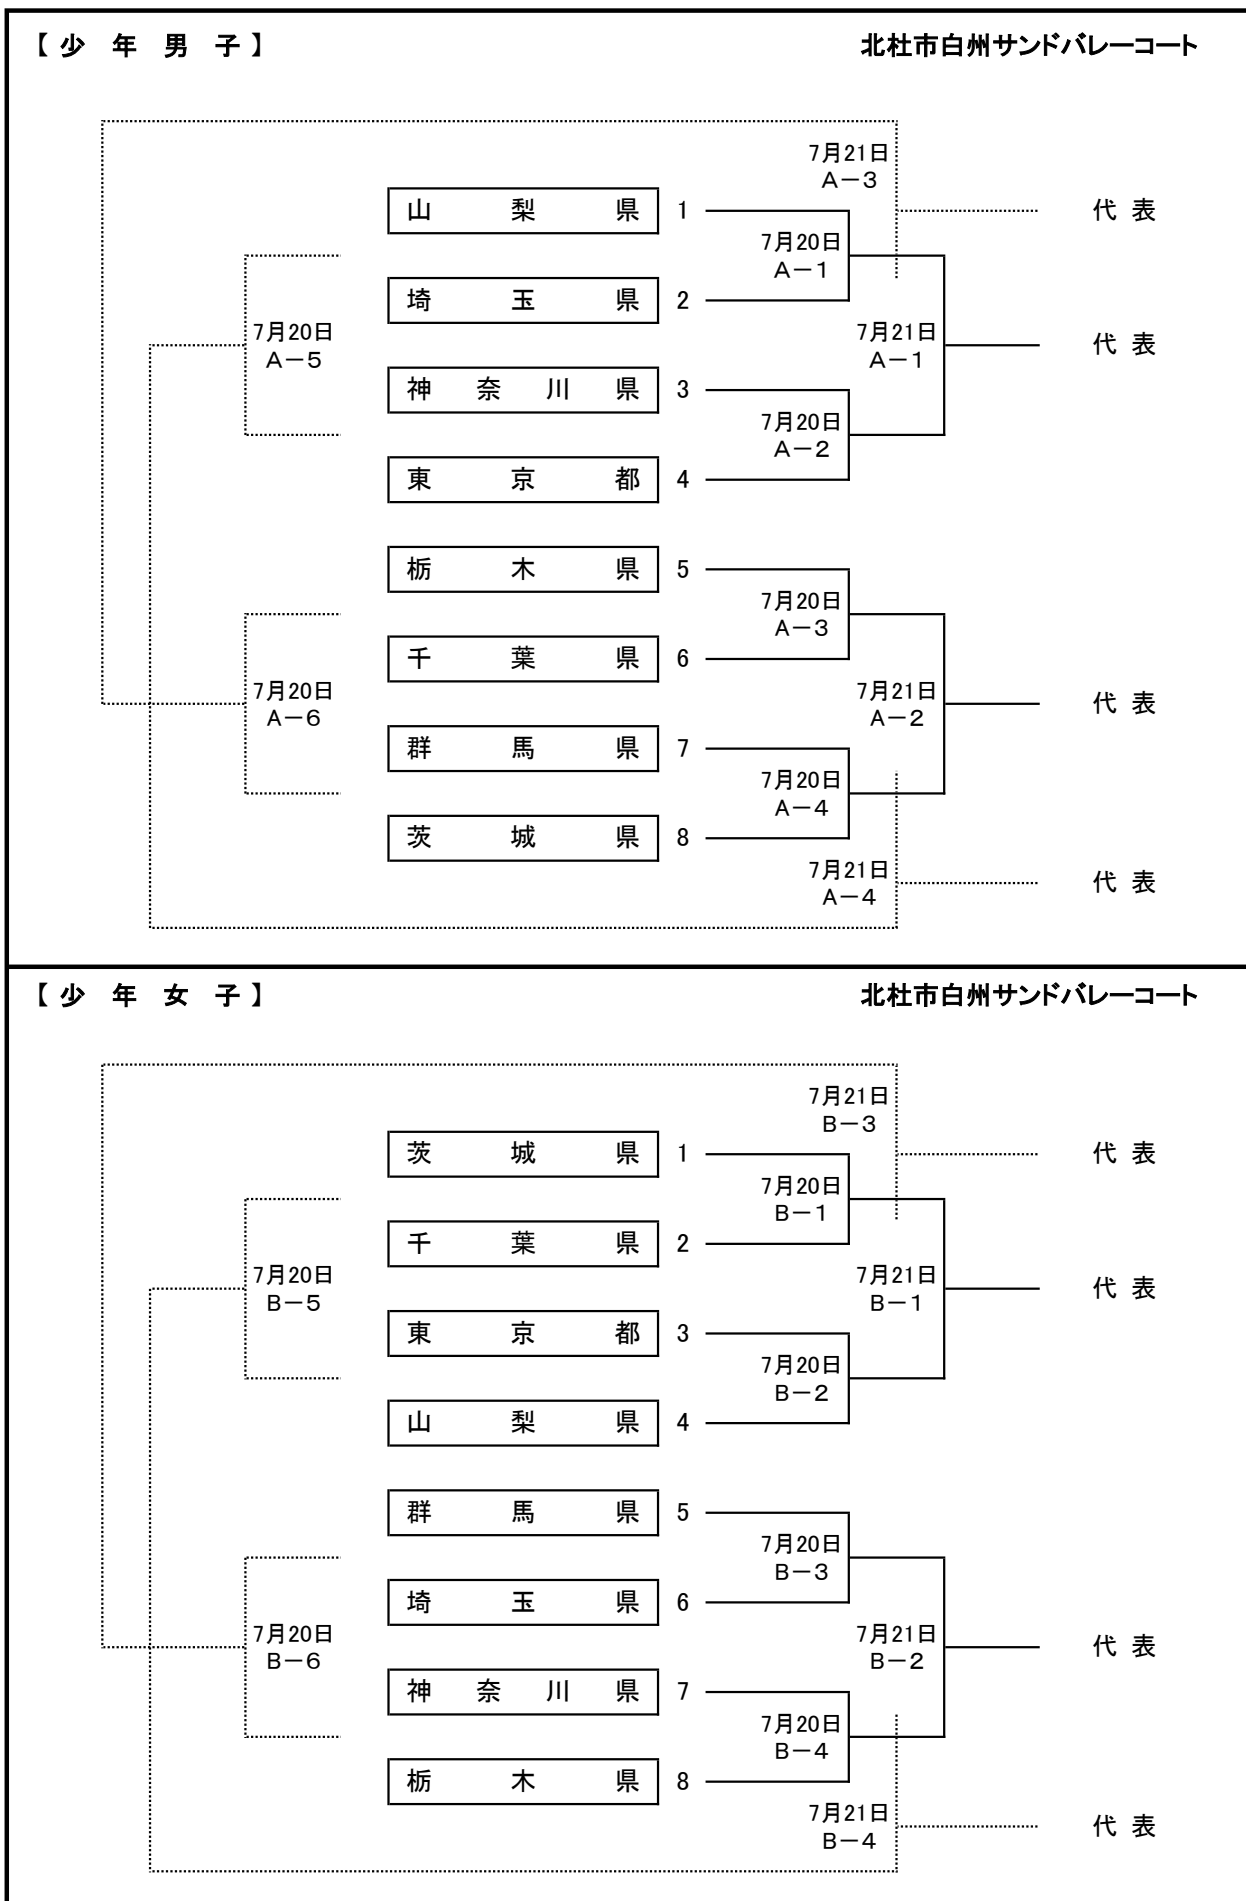 【 少 年 男 子 】 北杜市白州サンドバレーコート
7月21日
A－3
山梨県 1 代 表
7月20日
A－1
埼玉県 2
7月20日 7月21日 代 表
A－5 A－1
神奈川県 3
7月20日
A－2
東京都 4
栃木県 5
7月20日
A－3
千葉県 6
7月20日 7月21日 代 表
A－6 A－2
群馬県 7
7月20日
A－4
茨城県 8
7月21日 代 表
A－4
【 少 年 女 子 】 北杜市白州サンドバレーコート
7月21日
B－3
茨城県 1 代 表
7月20日
B－1
千葉県 2
7月20日 7月21日 代 表
B－5 B－1
東京都 3
7月20日
B－2
山梨県 4
群馬県 5
7月20日
B－3
埼玉県 6
7月20日 7月21日 代 表
B－6 B－2
神奈川県 7
7月20日
B－4
栃木県 8
7月21日 代 表
B－4